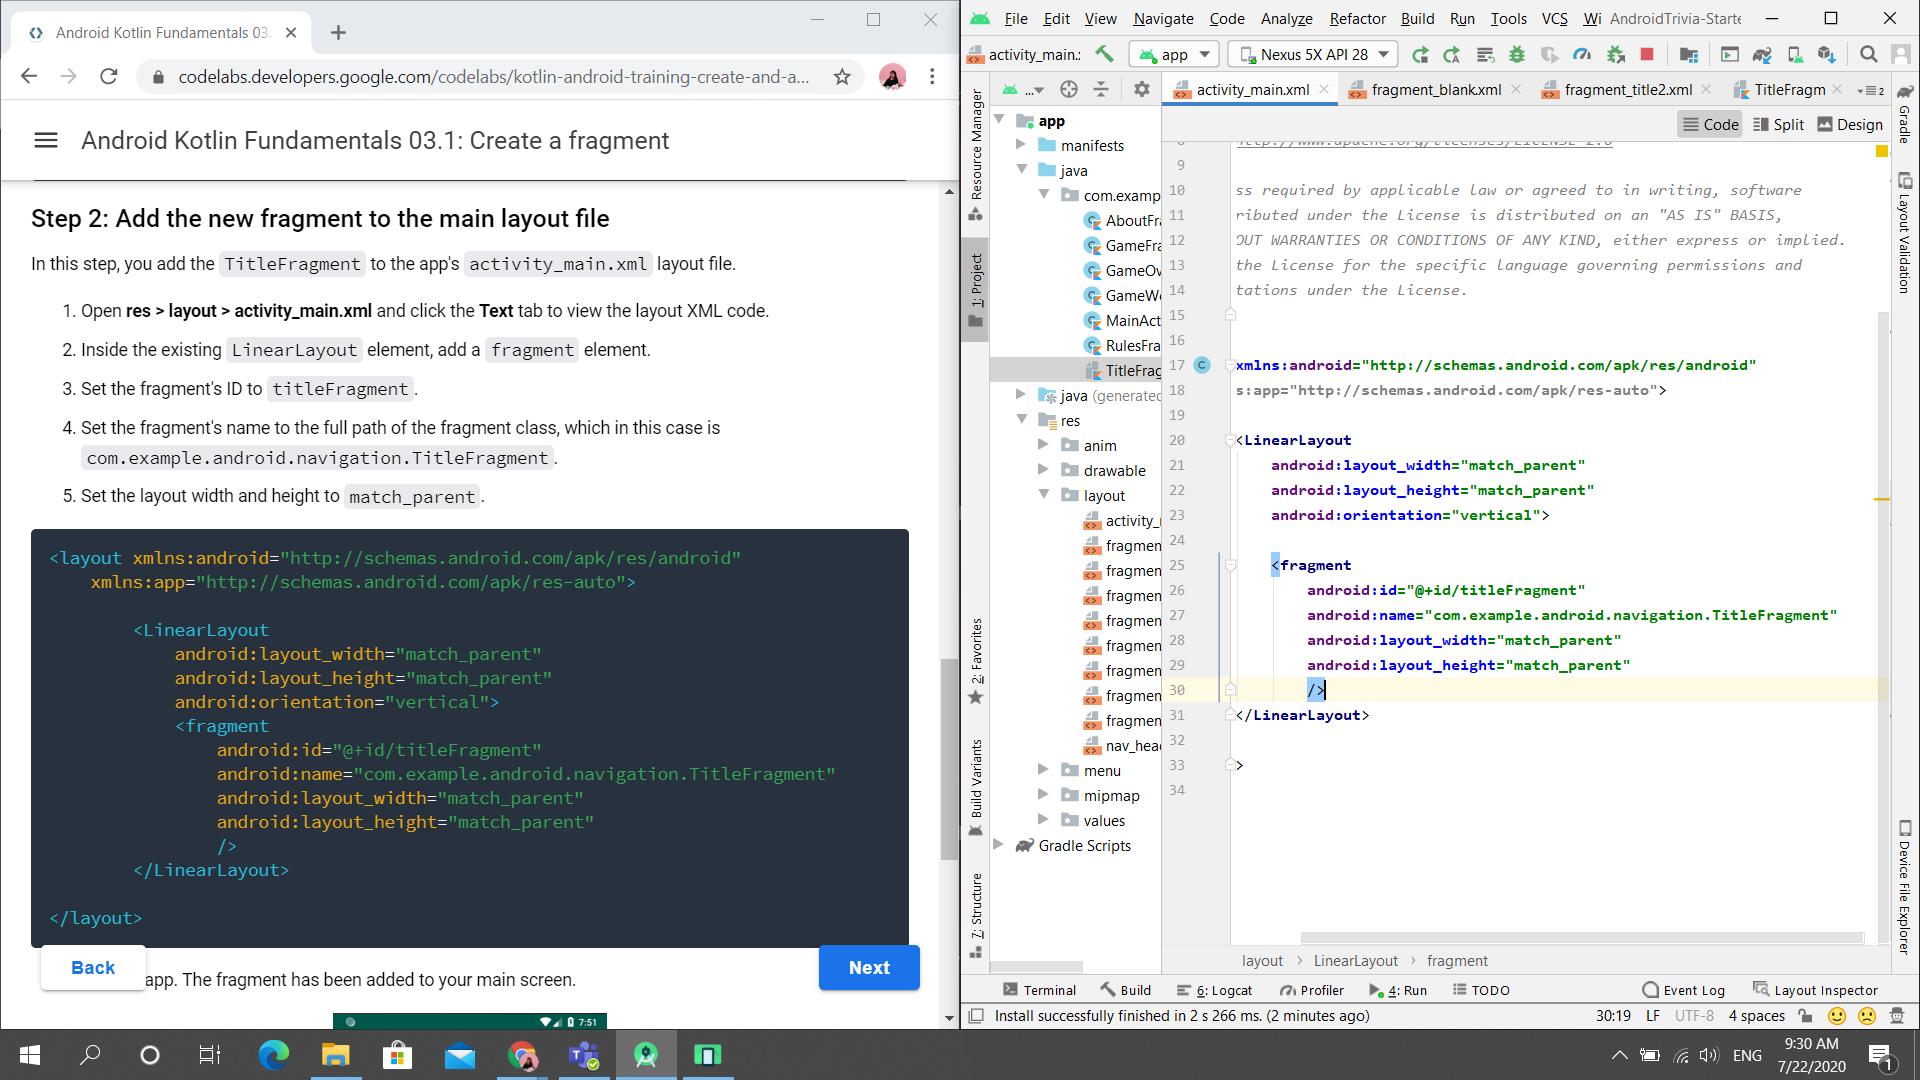 Android Kotlin Fundamentals 03.
codelabs.developers.google.com/codelabs/kotlin-android-training-create-and-a...
Android Kotlin Fundamentals 03.1: Create a fragment
Step 2: Add the new fragment to the main layout file
In this step, you add the TitleFragment to the app's activity_main.xml layout file.
1. Open res > layout > activity_main.xml and click the Text tab to view the layout XML code.
2. Inside the existing LinearLayout element, add a fragment element.
3. Set the fragment's ID to titleFragment.
4. Set the fragment's name to the full path of the fragment class, which in this case is
com.example.android.navigation.TitleFragment.
5. Set the layout width and height to match_parent.
<layout xmlns:android="http://schemas.android.com/apk/res/android"
xmlns:app="http://schemas.android.com/apk/res-auto">
<LinearLayout
android:layout_width="match_parent"
android:layout_height="match_parent"
android:orientation="vertical">
<fragment
android:id="@+id/titleFragment"
android:name="com.example.android.navigation.TitleFragment"
android:layout_width="match_parent"
android:layout_height="match_parent"
/>
</LinearLayout>
</layout>
Back
app. The fragment has been added to your main screen.
Next
7:51
File Edit View Navigate Code Analyze Refactor Build Run Tools VCS Wi AndroidTrivia-Starte
activity_main.
app
Nexus 5X API 28
activity_main.xml
fragment_blank.xml
fragment_title2.xml
TitleFragm
2
Code
Split
Design
Resource Manager
1: Project
2: Favorites
Build Variants
7: Structure
...
app
manifests
java
com.examp
AboutFra
GameFra
GameOv
GameWo
MainAct
RulesFra
TitleFrag
java (generated
res
anim
drawable
layout
activity_
fragmen
fragmen
fragmen
fragmen
fragmen
fragmen
fragmen
fragmen
nav_head
menu
mipmap
values
Gradle Scripts
8 http://www.apache.org/licenses/LICENSE-2.0
9
10 ss required by applicable law or agreed to in writing, software
11 ributed under the License is distributed on an "AS IS" BASIS,
12 OUT WARRANTIES OR CONDITIONS OF ANY KIND, either express or implied.
13 the License for the specific language governing permissions and
14 tations under the License.
15
16
17 C xmlns:android="http://schemas.android.com/apk/res/android"
18 s:app="http://schemas.android.com/apk/res-auto">
19
20 <LinearLayout
21 android:layout_width="match_parent"
22 android:layout_height="match_parent"
23 android:orientation="vertical">
24
25 <fragment
26 android:id="@+id/titleFragment"
27 android:name="com.example.android.navigation.TitleFragment"
28 android:layout_width="match_parent"
29 android:layout_height="match_parent"
30 />
31 </LinearLayout>
32
33 >
34
Gradle
Layout Validation
Device File Explorer
layout > LinearLayout > fragment
Terminal Build 6: Logcat Profiler 4: Run TODO Event Log Layout Inspector
Install successfully finished in 2 s 266 ms. (2 minutes ago)
30:19 LF UTF-8 4 spaces
ENG
9:30 AM
7/22/2020
1